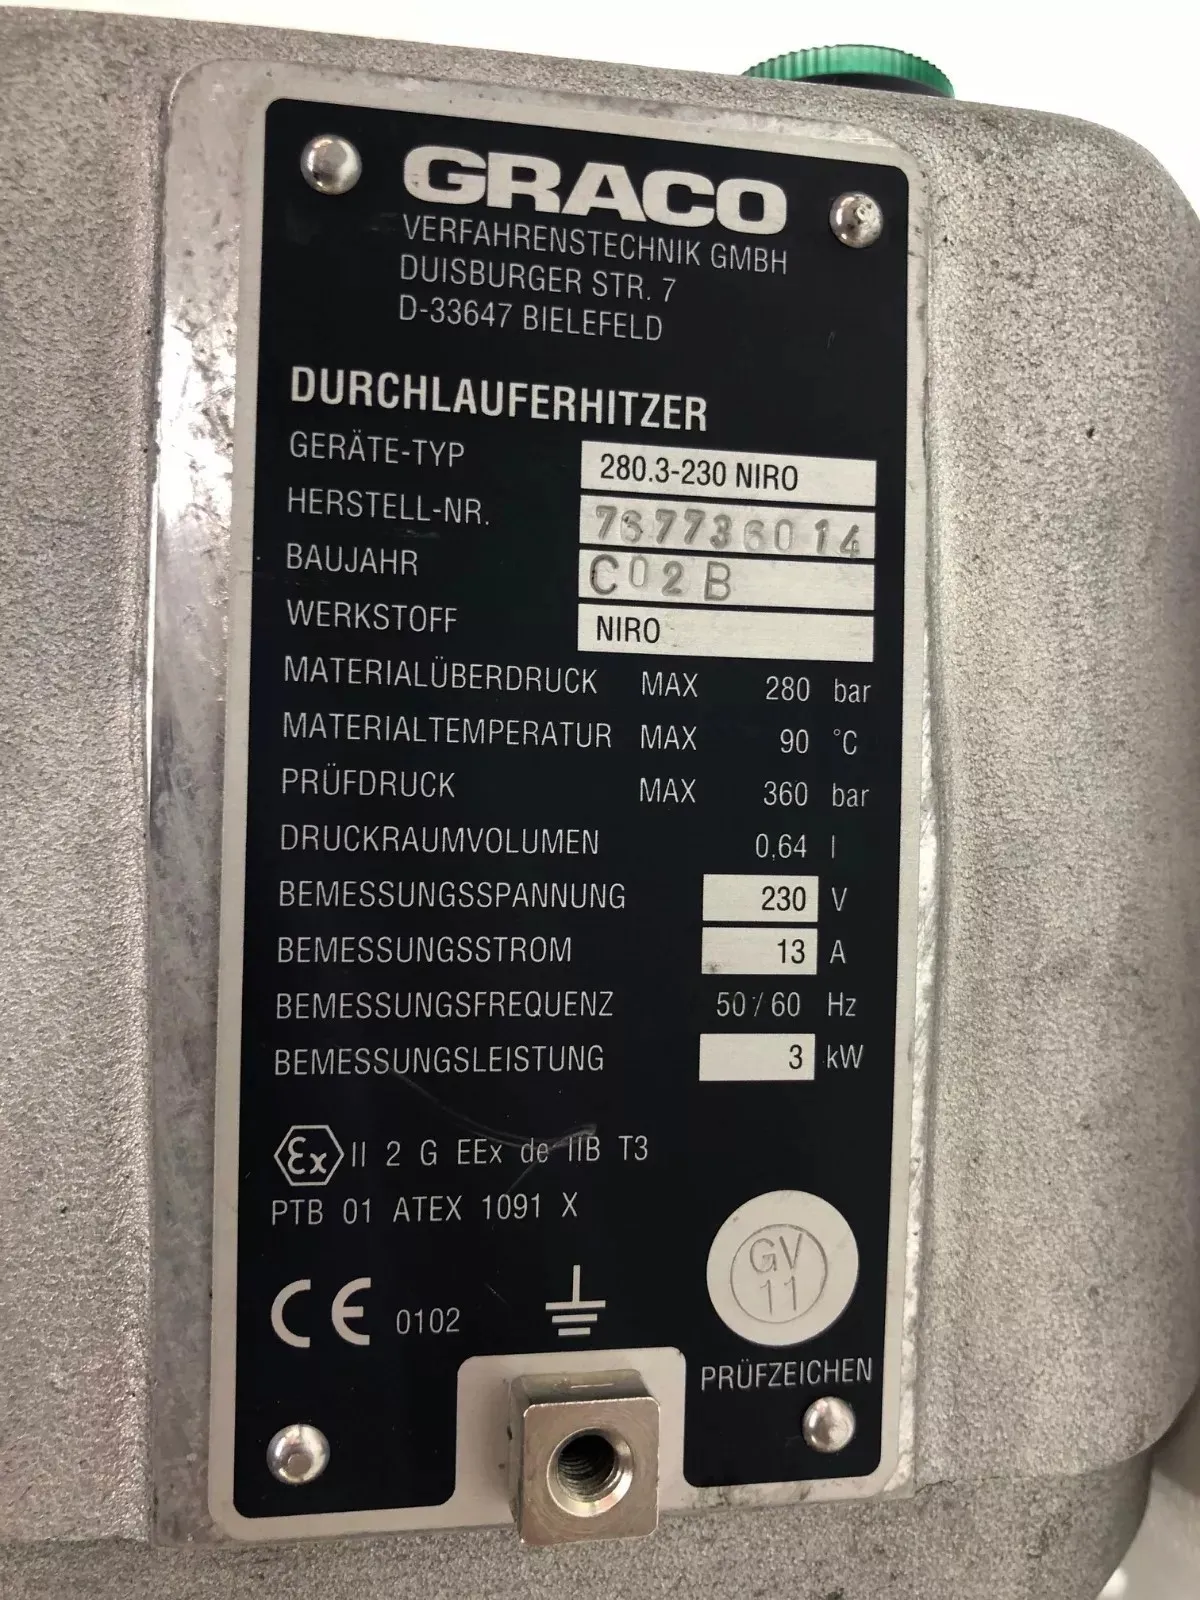 GRACO
VERFAHRENSTECHNIK GMBH
DUISBURGER STR. 7
D-33647 BIELEFELD
DURCHLAUFERHITZER
GERÄTE-TYP 280.3-230 NIRO
HERSTELL-NR. 767736014
BAUJAHR C02B
WERKSTOFF NIRO
MATERIALÜBERDRUCK MAX 280 bar
MATERIALTEMPERATUR MAX 90 °C
PRÜFDRUCK MAX 360 bar
DRUCKRAUMVOLUMEN 0,64 l
BEMESSUNGSSPANNUNG 230 V
BEMESSUNGSSTROM 13 A
BEMESSUNGSFREQUENZ 50/60 Hz
BEMESSUNGSLEISTUNG 3 kW
Ex II 2 G EEx de IIB T3
PTB 01 ATEX 1091 X
GV
11
CE 0102
PRÜFZEICHEN